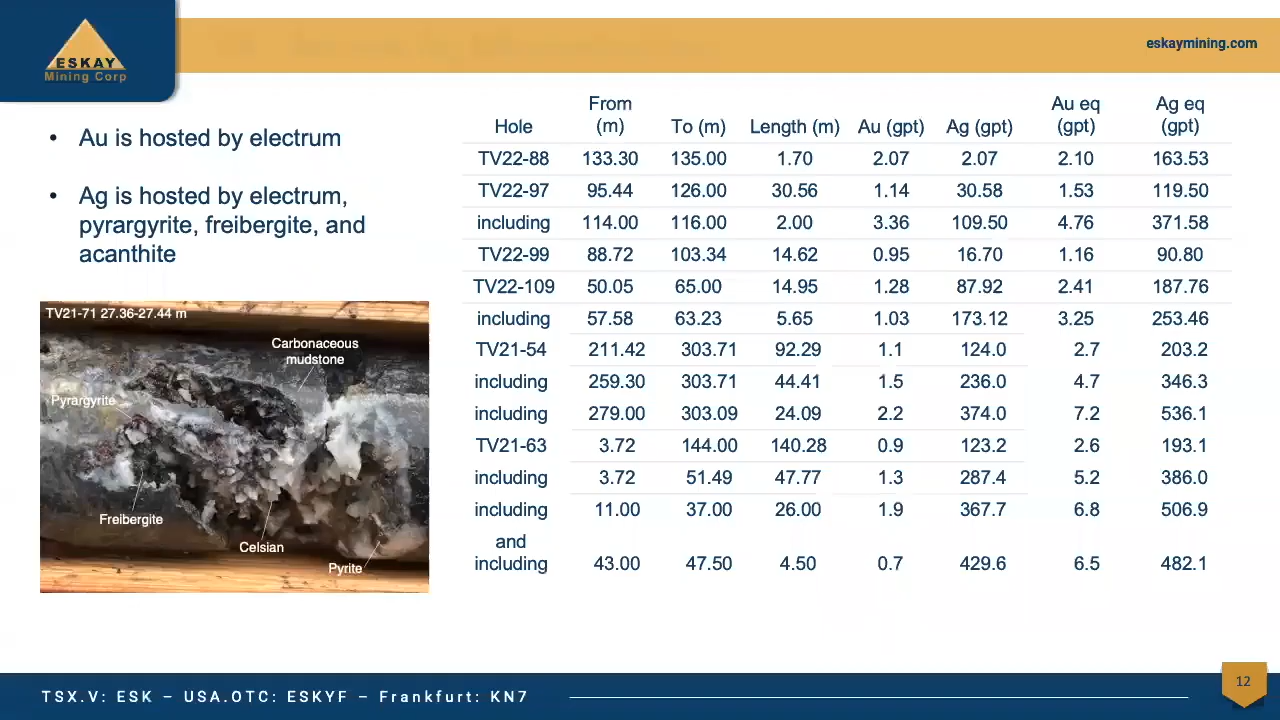 ESKAY
Mining Corp
eskaymining.com
• Au is hosted by electrum
• Ag is hosted by electrum,
pyrargyrite, freibergite, and
acanthite
TV21-71 27.36-27.44 m
Carbonaceous
mudstone
Pyrargyrite
Freibergite
Celsian
Pyrite
Hole From (m) To (m) Length (m) Au (gpt) Ag (gpt) Au eq (gpt) Ag eq (gpt)
TV22-88 133.30 135.00 1.70 2.07 2.07 2.10 163.53
TV22-97 95.44 126.00 30.56 1.14 30.58 1.53 119.50
including 114.00 116.00 2.00 3.36 109.50 4.76 371.58
TV22-99 88.72 103.34 14.62 0.95 16.70 1.16 90.80
TV22-109 50.05 65.00 14.95 1.28 87.92 2.41 187.76
including 57.58 63.23 5.65 1.03 173.12 3.25 253.46
TV21-54 211.42 303.71 92.29 1.1 124.0 2.7 203.2
including 259.30 303.71 44.41 1.5 236.0 4.7 346.3
including 279.00 303.09 24.09 2.2 374.0 7.2 536.1
TV21-63 3.72 144.00 140.28 0.9 123.2 2.6 193.1
including 3.72 51.49 47.77 1.3 287.4 5.2 386.0
including 11.00 37.00 26.00 1.9 367.7 6.8 506.9
and
including 43.00 47.50 4.50 0.7 429.6 6.5 482.1
TSX.V: ESK – USA.OTC: ESKYF – Frankfurt: KN7
12